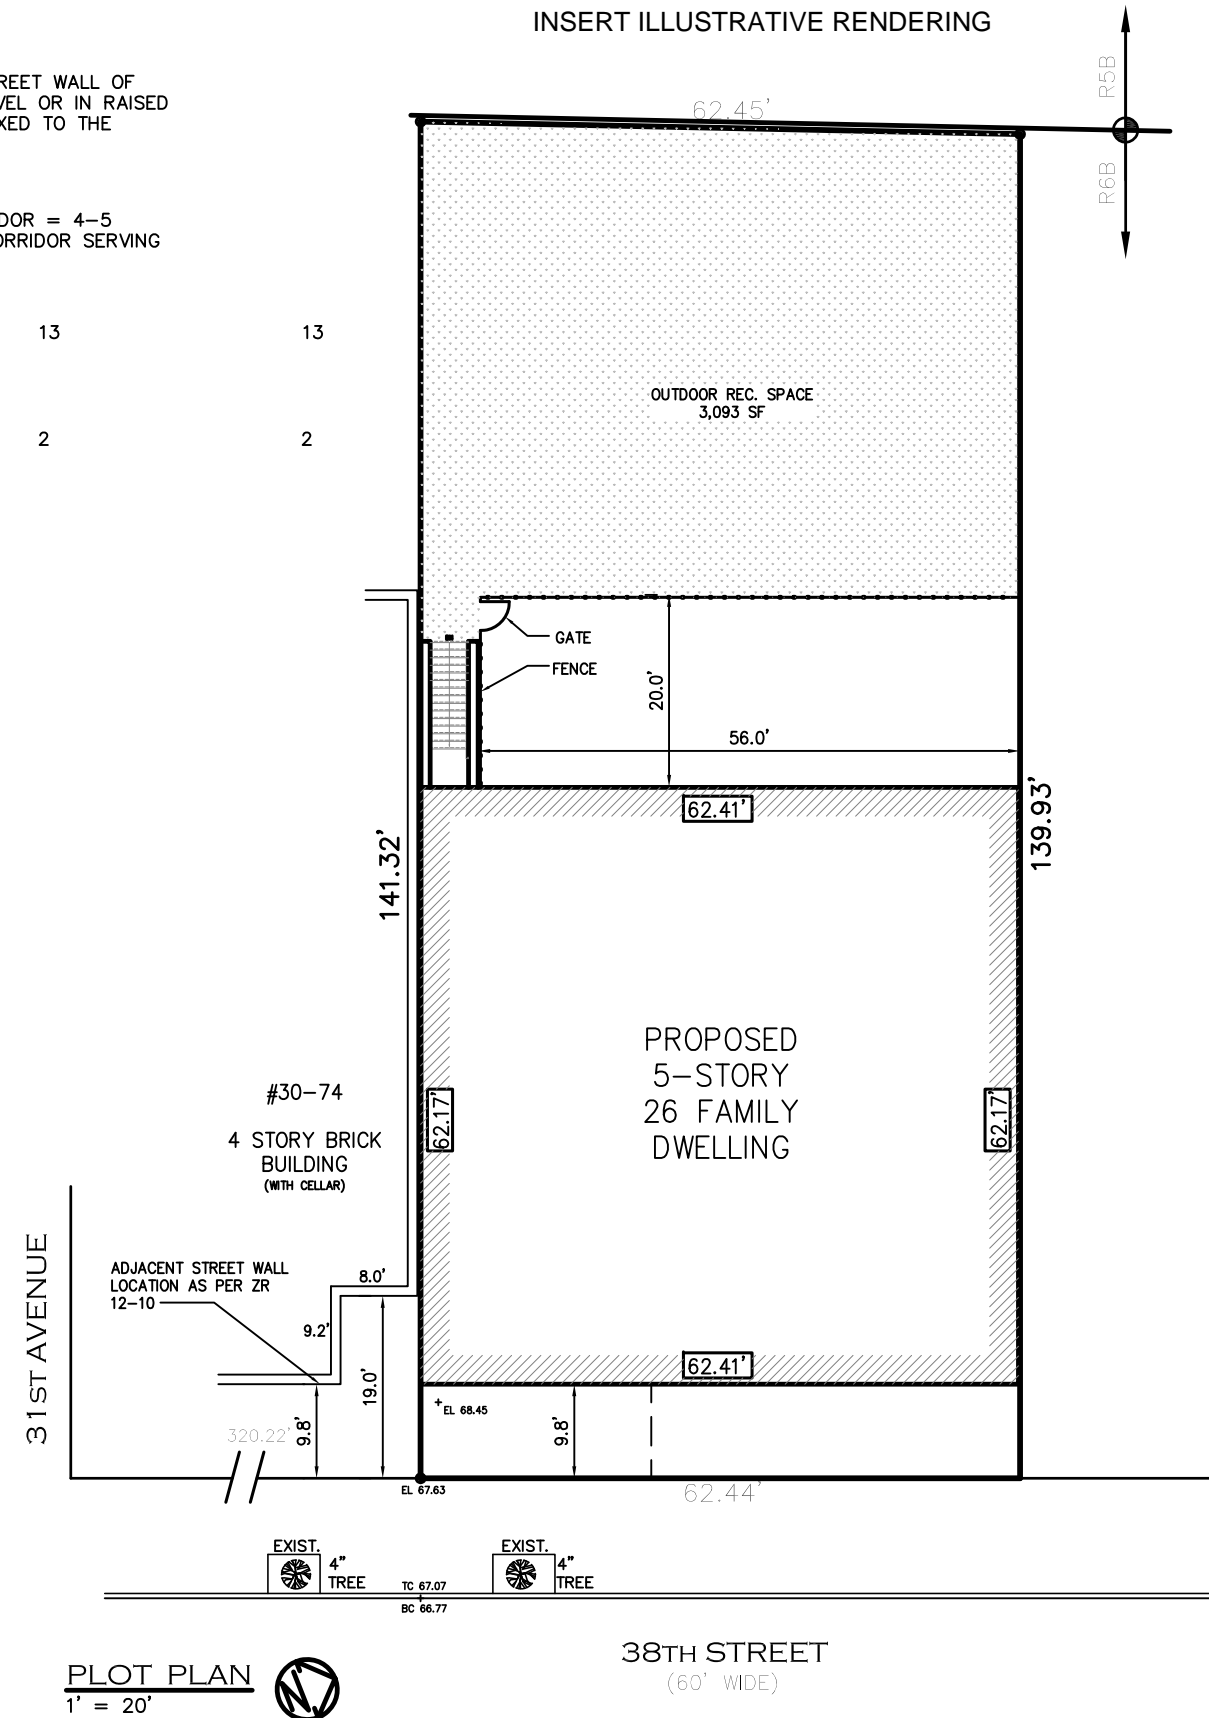 INSERT ILLUSTRATIVE RENDERING
REET WALL OF
VEL OR IN RAISED
XED TO THE
DOR = 4-5
ORRIDOR SERVING
13 13
2 2
62.45'
R5B
R6B
OUTDOOR REC. SPACE
3,093 SF
GATE
FENCE
20.0'
56.0'
62.41'
141.32'
139.93'
62.17'
62.17'
PROPOSED
5-STORY
26 FAMILY
DWELLING
#30-74
4 STORY BRICK
BUILDING
(WITH CELLAR)
31ST AVENUE
ADJACENT STREET WALL
LOCATION AS PER ZR
12-10
8.0'
9.2'
19.0'
9.8'
320.22'
62.41'
EL 68.45
9.8'
EL 67.63
62.44'
EXIST.
4"
TREE
EXIST.
4"
TREE
TC 67.07
BC 66.77
38TH STREET
(60' WIDE)
PLOT PLAN
1' = 20'
N